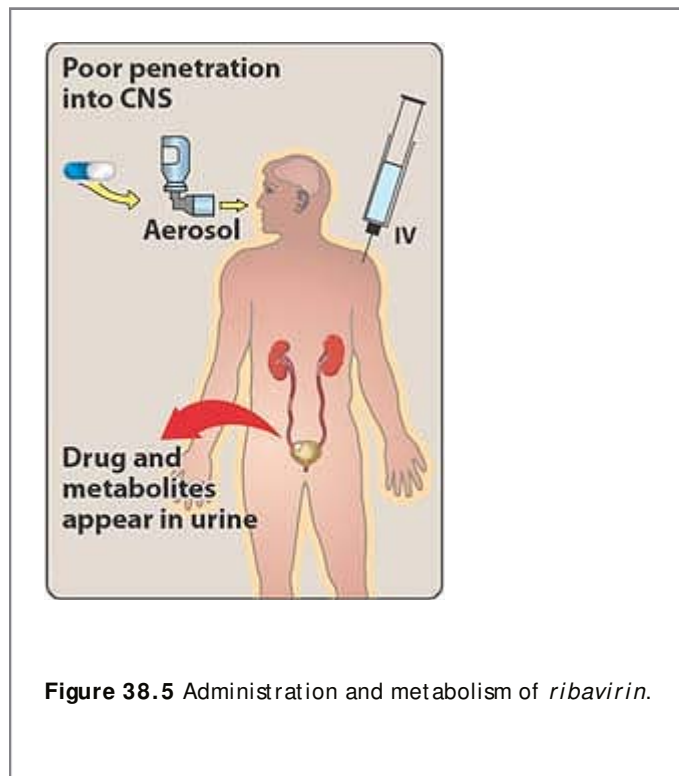 Poor penetration
into CNS
Aerosol
IV
Drug and
metabolites
appear in urine
Figure 38.5 Administration and metabolism of ribavirin.